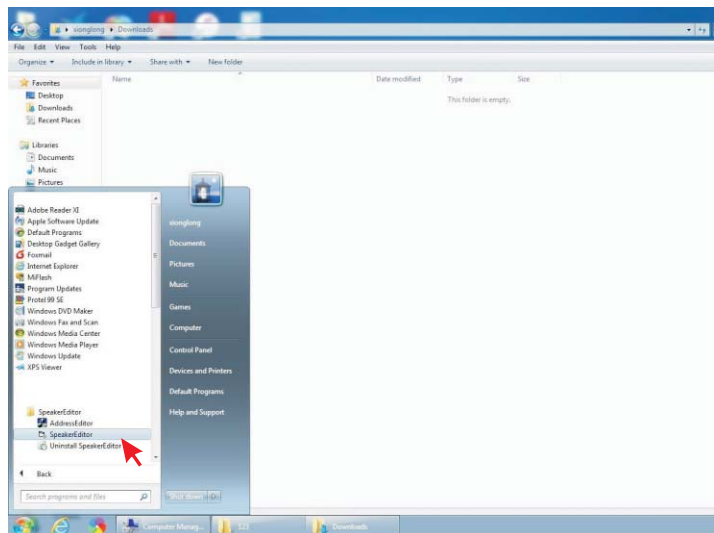 sionglong ▸ Downloads
File Edit View Tools Help
Organize Include in library Share with New folder
Favorites
Desktop
Downloads
Recent Places
Libraries
Documents
Music
Pictures
Name Date modified Type Size
This folder is empty.
Adobe Reader XI
Apple Software Update
Default Programs
Desktop Gadget Gallery
Foxmail
Internet Explorer
MiFlash
Program Updates
Protel 99 SE
Windows DVD Maker
Windows Fax and Scan
Windows Media Center
Windows Media Player
Windows Update
XPS Viewer
SpeakerEditor
AddressEditor
SpeakerEditor
Uninstall SpeakerEditor
Back
Search programs and files
sionglong
Documents
Pictures
Music
Games
Computer
Control Panel
Devices and Printers
Default Programs
Help and Support
Shut down
Computer Manag... 123 Downloads